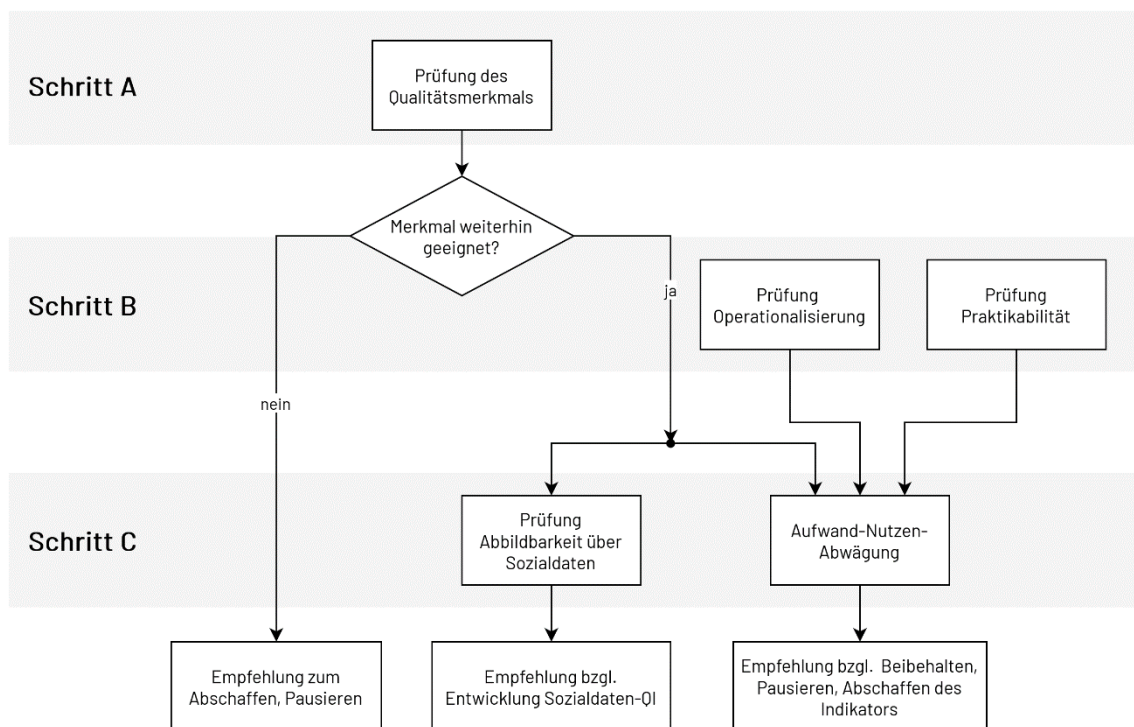 Schritt A
Prüfung des
Qualitätsmerkmals
Merkmal weiterhin
geeignet?
Schritt B
ja
Prüfung
Operationalisierung
Prüfung
Praktikabilität
nein
Schritt C
Prüfung
Abbildbarkeit über
Sozialdaten
Aufwand-Nutzen-
Abwägung
Empfehlung zum
Abschaffen, Pausieren
Empfehlung bzgl.
Entwicklung Sozialdaten-QI
Empfehlung bzgl. Beibehalten,
Pausieren, Abschaffen des
Indikators